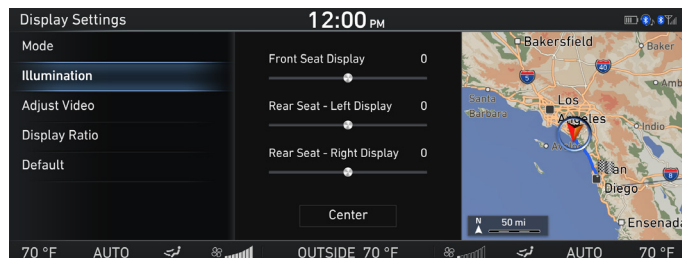 Display Settings
12:00 PM
Mode
Illumination
Adjust Video
Display Ratio
Default
Front Seat Display 0
Rear Seat - Left Display 0
Rear Seat - Right Display 0
Center
Bakersfield
Baker
40
5
Amb
Santa
Barbara
Los
Angeles
Indio
San
Diego
8
N 50 mi
Ensenad
70 °F AUTO OUTSIDE 70 °F AUTO 70 °F